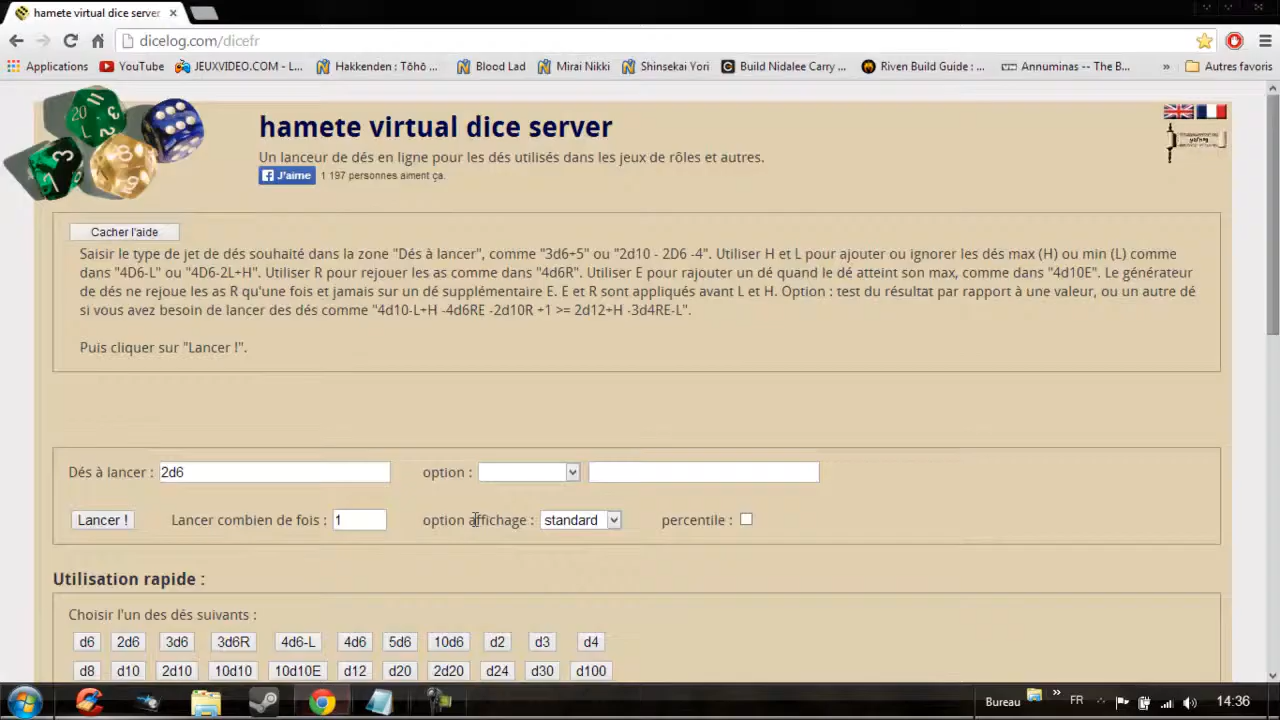 hamete virtual dice server
dicelog.com/dicefr
Applications YouTube JEUXVIDEO.COM - L... Hakkenden : Tôhô ... Blood Lad Mirai Nikki Shinsekai Yori Build Nidalee Carry ... Riven Build Guide : ... Annuminas -- The B... » Autres favoris
hamete virtual dice server
Un lanceur de dés en ligne pour les dés utilisés dans les jeux de rôles et autres.
J'aime 1 197 personnes aiment ça.
Cacher l'aide
Saisir le type de jet de dés souhaité dans la zone "Dés à lancer", comme "3d6+5" ou "2d10 - 2D6 -4". Utiliser H et L pour ajouter ou ignorer les dés max (H) ou min (L) comme
dans "4D6-L" ou "4D6-2L+H". Utiliser R pour rejouer les as comme dans "4d6R". Utiliser E pour rajouter un dé quand le dé atteint son max, comme dans "4d10E". Le générateur
de dés ne rejoue les as R qu'une fois et jamais sur un dé supplémentaire E. E et R sont appliqués avant L et H. Option : test du résultat par rapport à une valeur, ou un autre dé
si vous avez besoin de lancer des dés comme "4d10-L+H -4d6RE -2d10R +1 >= 2d12+H -3d4RE-L".
Puis cliquer sur "Lancer !".
Dés à lancer : 2d6 option :
Lancer ! Lancer combien de fois : 1 option affichage : standard percentile :
Utilisation rapide :
Choisir l'un des dés suivants :
d6 2d6 3d6 3d6R 4d6-L 4d6 5d6 10d6 d2 d3 d4
d8 d10 2d10 10d10 10d10E d12 d20 2d20 d24 d30 d100
Bureau » FR 14:36